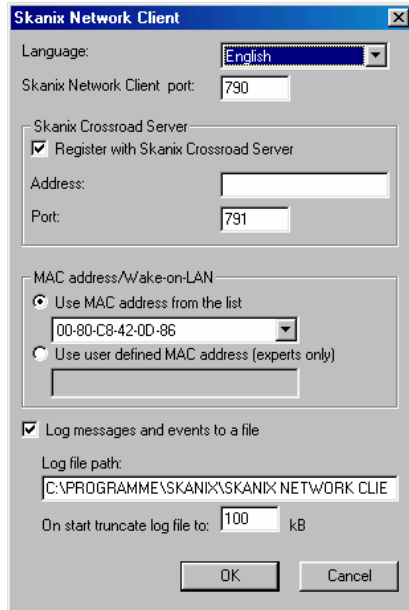 Skanix Network Client
Language: English
Skanix Network Client port: 790
Skanix Crossroad Server
Register with Skanix Crossroad Server
Address:
Port: 791
MAC address/Wake-on-LAN
Use MAC address from the list
00-80-C8-42-0D-86
Use user defined MAC address (experts only)
Log messages and events to a file
Log file path:
C:\PROGRAMME\SKANIX\SKANIX NETWORK CLIE
On start truncate log file to: 100 kB
OK Cancel